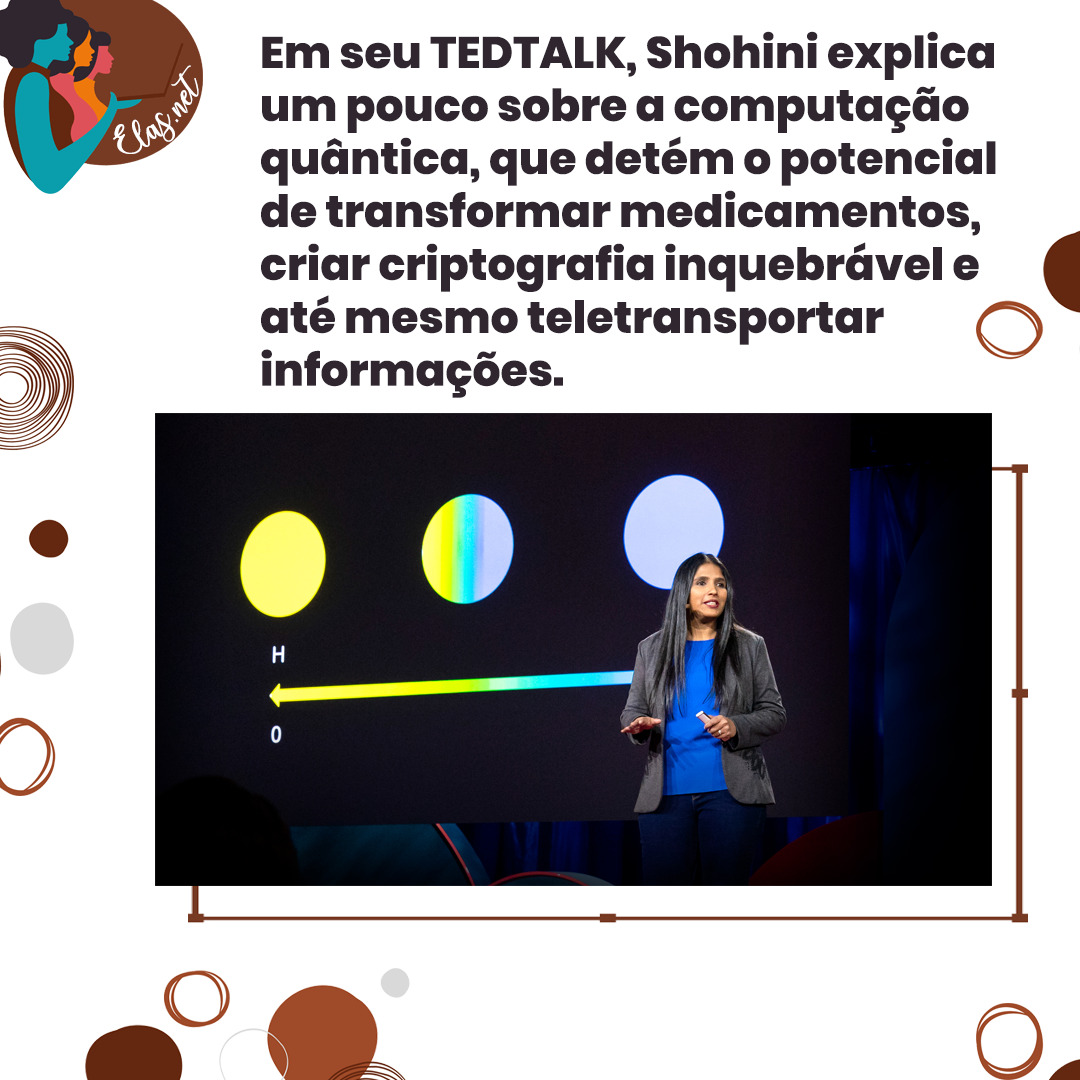 Elas.net
Em seu TEDTALK, Shohini explica
um pouco sobre a computação
quântica, que detém o potencial
de transformar medicamentos,
criar criptografia inquebrável e
até mesmo teletransportar
informações.
H
0